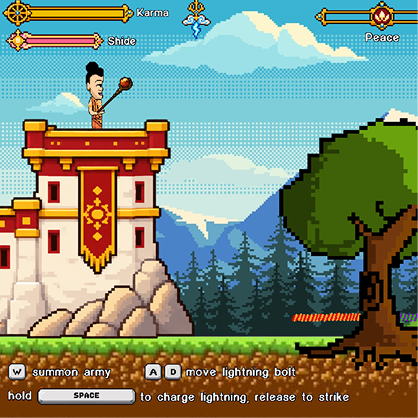 Karma
Shide
Peace
W summon army
A D move lightning bolt
hold SPACE to charge lightning, release to strike